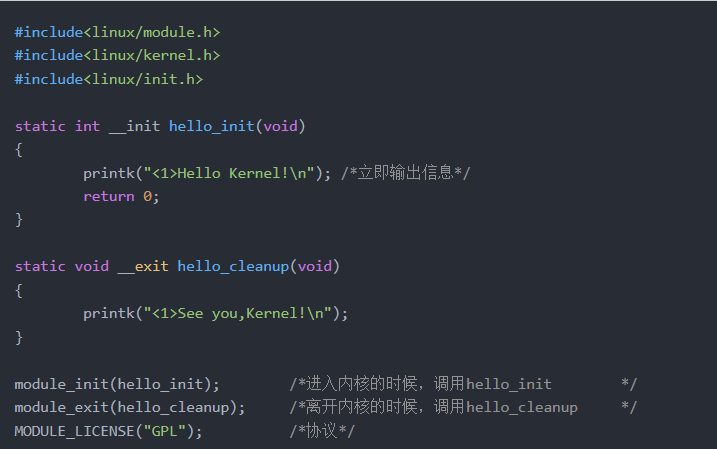 #include<linux/module.h>
#include<linux/kernel.h>
#include<linux/init.h>
static int __init hello_init(void)
{
printk("<1>Hello Kernel!\n"); /*立即输出信息*/
return 0;
}
static void __exit hello_cleanup(void)
{
printk("<1>See you,Kernel!\n");
}
module_init(hello_init); /*进入内核的时候，调用hello_init */
module_exit(hello_cleanup); /*离开内核的时候，调用hello_cleanup */
MODULE_LICENSE("GPL"); /*协议*/